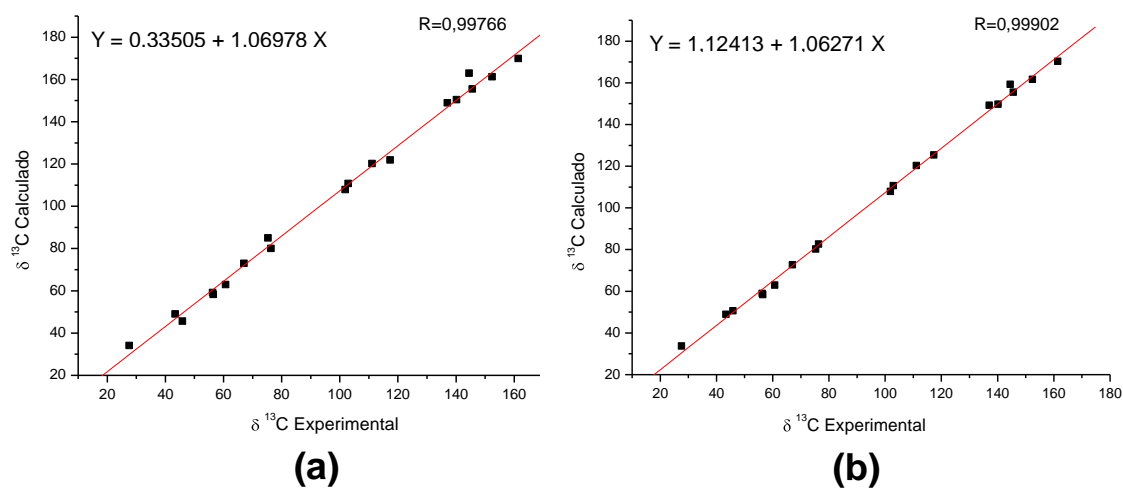 Y = 0.33505 + 1.06978 X
R=0,99766
180
160
140
120
100
80
60
40
20
δ ¹³C Calculado
20 40 60 80 100 120 140 160
δ ¹³C Experimental
(a)
Y = 1.12413 + 1.06271 X
R=0,99902
180
160
140
120
100
80
60
40
20
δ ¹³C Calculado
20 40 60 80 100 120 140 160 180
δ ¹³C Experimental
(b)